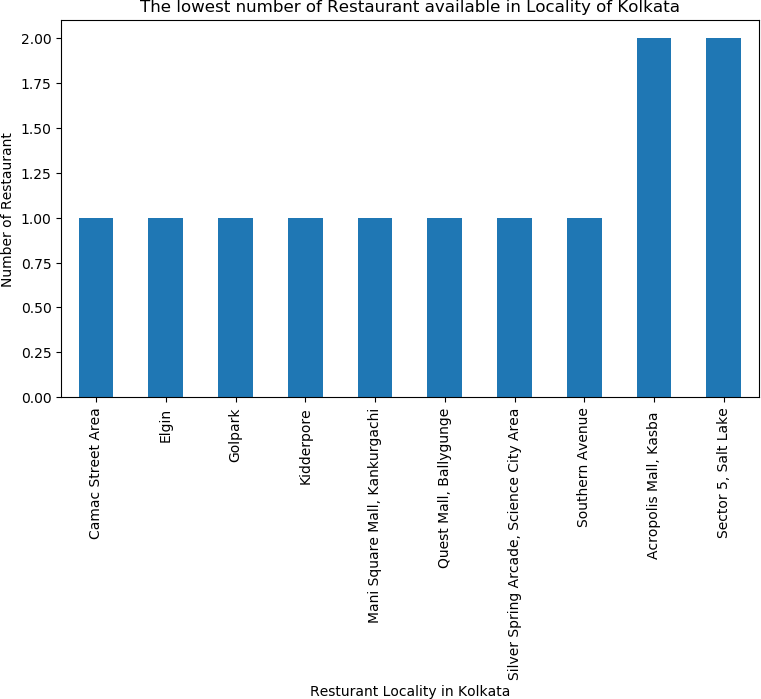 The lowest number of Restaurant available in Locality of Kolkata
Number of Restaurant
2.00
1.75
1.50
1.25
1.00
0.75
0.50
0.25
0.00
Camac Street Area
Elgin
Golpark
Kidderpore
Mani Square Mall, Kankurgachi
Quest Mall, Ballygunge
Silver Spring Arcade, Science City Area
Southern Avenue
Acropolis Mall, Kasba
Sector 5, Salt Lake
Resturant Locality in Kolkata